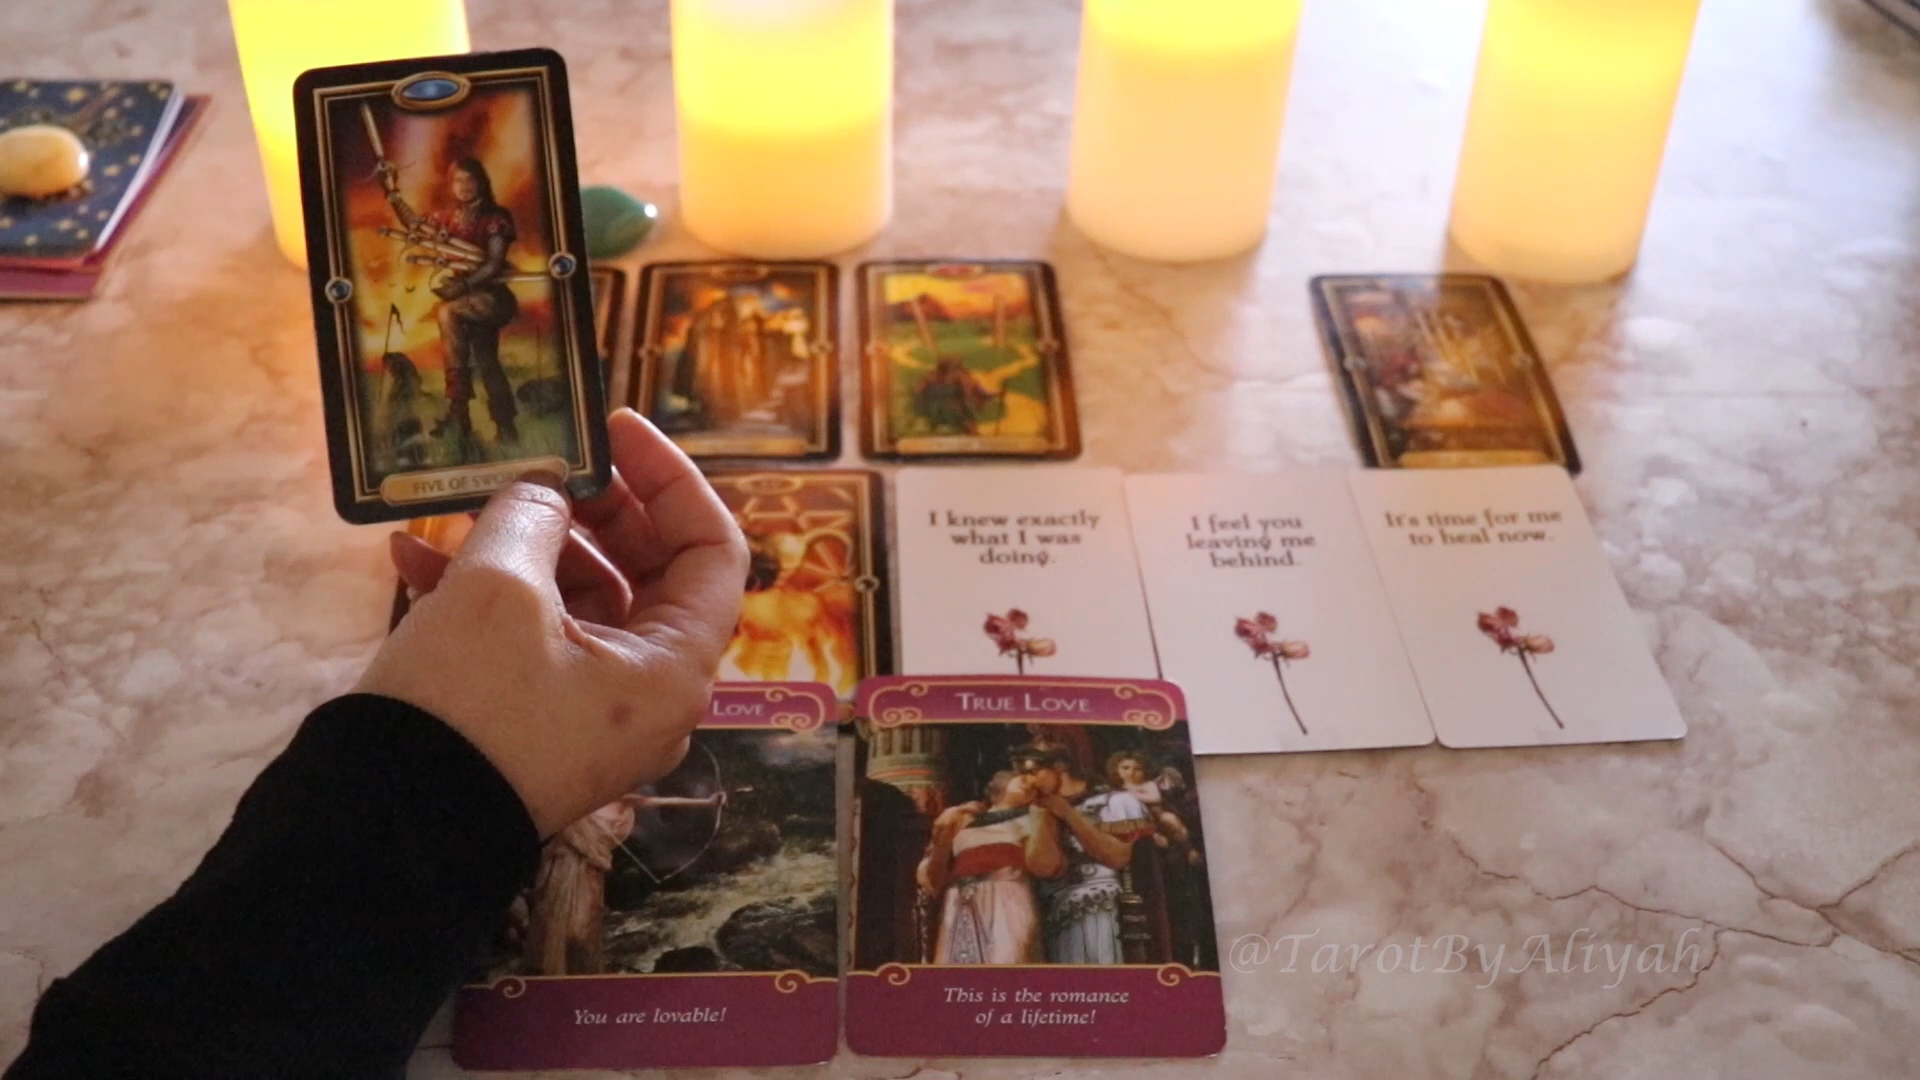 FIVE OF
I knew exactly
what I was
doing.
I feel you
leaving me
behind.
It's time for me
to heal now.
LOVE
TRUE LOVE
You are lovable!
This is the romance
of a lifetime!
@TarotByAliyah